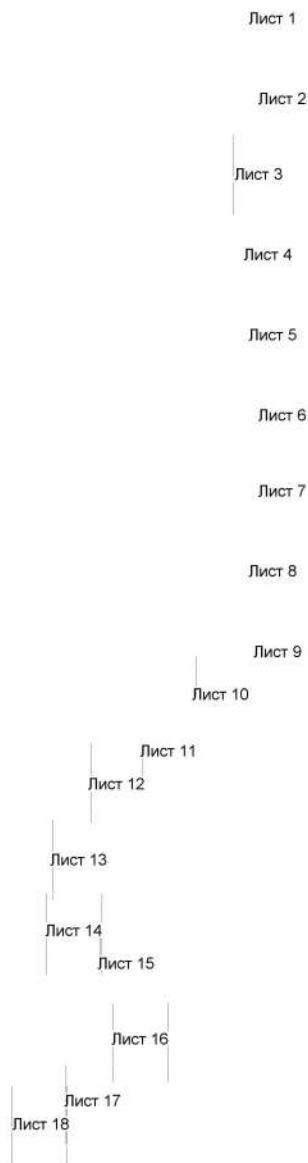 Лист 1
Лист 2
Лист 3
Лист 4
Лист 5
Лист 6
Лист 7
Лист 8
Лист 9
Лист 10
Лист 11
Лист 12
Лист 13
Лист 14
Лист 15
Лист 16
Лист 17
Лист 18